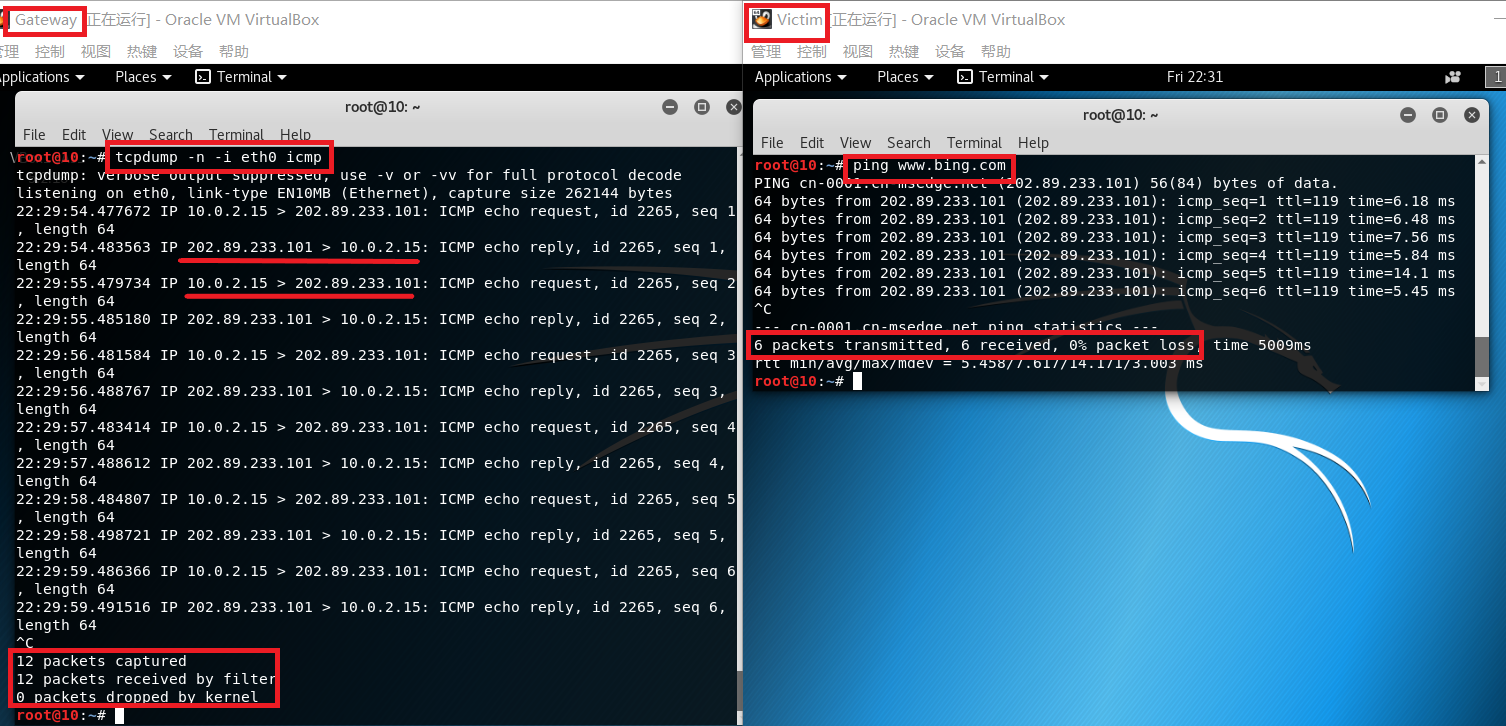 Gateway [正在运行] - Oracle VM VirtualBox
管理 控制 视图 热键 设备 帮助
Applications Places Terminal
root@10: ~
File Edit View Search Terminal Help
root@10:~# tcpdump -n -i eth0 icmp
tcpdump: verbose output suppressed, use -v or -vv for full protocol decode
listening on eth0, link-type EN10MB (Ethernet), capture size 262144 bytes
22:29:54.477672 IP 10.0.2.15 > 202.89.233.101: ICMP echo request, id 2265, seq 1
, length 64
22:29:54.483563 IP 202.89.233.101 > 10.0.2.15: ICMP echo reply, id 2265, seq 1,
length 64
22:29:55.479734 IP 10.0.2.15 > 202.89.233.101: ICMP echo request, id 2265, seq 2
, length 64
22:29:55.485180 IP 202.89.233.101 > 10.0.2.15: ICMP echo reply, id 2265, seq 2,
length 64
22:29:56.481584 IP 10.0.2.15 > 202.89.233.101: ICMP echo request, id 2265, seq 3
, length 64
22:29:56.488767 IP 202.89.233.101 > 10.0.2.15: ICMP echo reply, id 2265, seq 3,
length 64
22:29:57.483414 IP 10.0.2.15 > 202.89.233.101: ICMP echo request, id 2265, seq 4
, length 64
22:29:57.488612 IP 202.89.233.101 > 10.0.2.15: ICMP echo reply, id 2265, seq 4,
length 64
22:29:58.484807 IP 10.0.2.15 > 202.89.233.101: ICMP echo request, id 2265, seq 5
, length 64
22:29:58.498721 IP 202.89.233.101 > 10.0.2.15: ICMP echo reply, id 2265, seq 5,
length 64
22:29:59.486366 IP 10.0.2.15 > 202.89.233.101: ICMP echo request, id 2265, seq 6
, length 64
22:29:59.491516 IP 202.89.233.101 > 10.0.2.15: ICMP echo reply, id 2265, seq 6,
length 64
^C
12 packets captured
12 packets received by filter
0 packets dropped by kernel
root@10:~#
Victim [正在运行] - Oracle VM VirtualBox
管理 控制 视图 热键 设备 帮助
Applications Places Terminal Fri 22:31 1
root@10: ~
File Edit View Search Terminal Help
root@10:~# ping www.bing.com
PING cn-0001.cn-msedge.net (202.89.233.101) 56(84) bytes of data.
64 bytes from 202.89.233.101 (202.89.233.101): icmp_seq=1 ttl=119 time=6.18 ms
64 bytes from 202.89.233.101 (202.89.233.101): icmp_seq=2 ttl=119 time=6.48 ms
64 bytes from 202.89.233.101 (202.89.233.101): icmp_seq=3 ttl=119 time=7.56 ms
64 bytes from 202.89.233.101 (202.89.233.101): icmp_seq=4 ttl=119 time=5.84 ms
64 bytes from 202.89.233.101 (202.89.233.101): icmp_seq=5 ttl=119 time=14.1 ms
64 bytes from 202.89.233.101 (202.89.233.101): icmp_seq=6 ttl=119 time=5.45 ms
^C
--- cn-0001.cn-msedge.net ping statistics ---
6 packets transmitted, 6 received, 0% packet loss, time 5009ms
rtt min/avg/max/mdev = 5.458/7.617/14.171/3.003 ms
root@10:~#